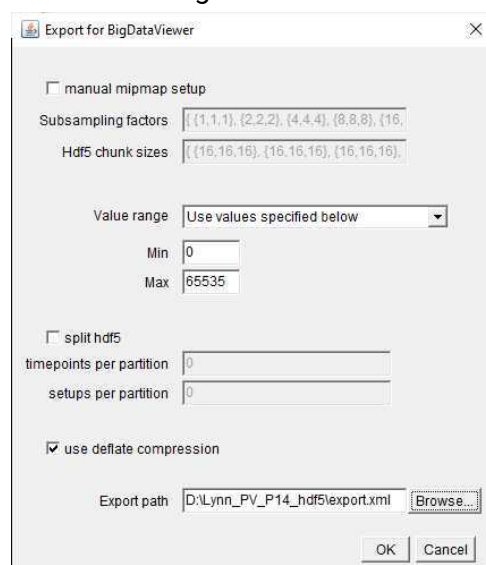 Export for BigDataViewer
manual mipmap setup
Subsampling factors { {1,1,1}, {2,2,2}, {4,4,4}, {8,8,8}, {16,
Hdf5 chunk sizes { {16,16,16}, {16,16,16}, {16,16,16},
Value range Use values specified below
Min 0
Max 65535
split hdf5
timepoints per partition 0
setups per partition 0
use deflate compression
Export path D:\Lynn_PV_P14_hdf5\export.xml Browse...
OK Cancel